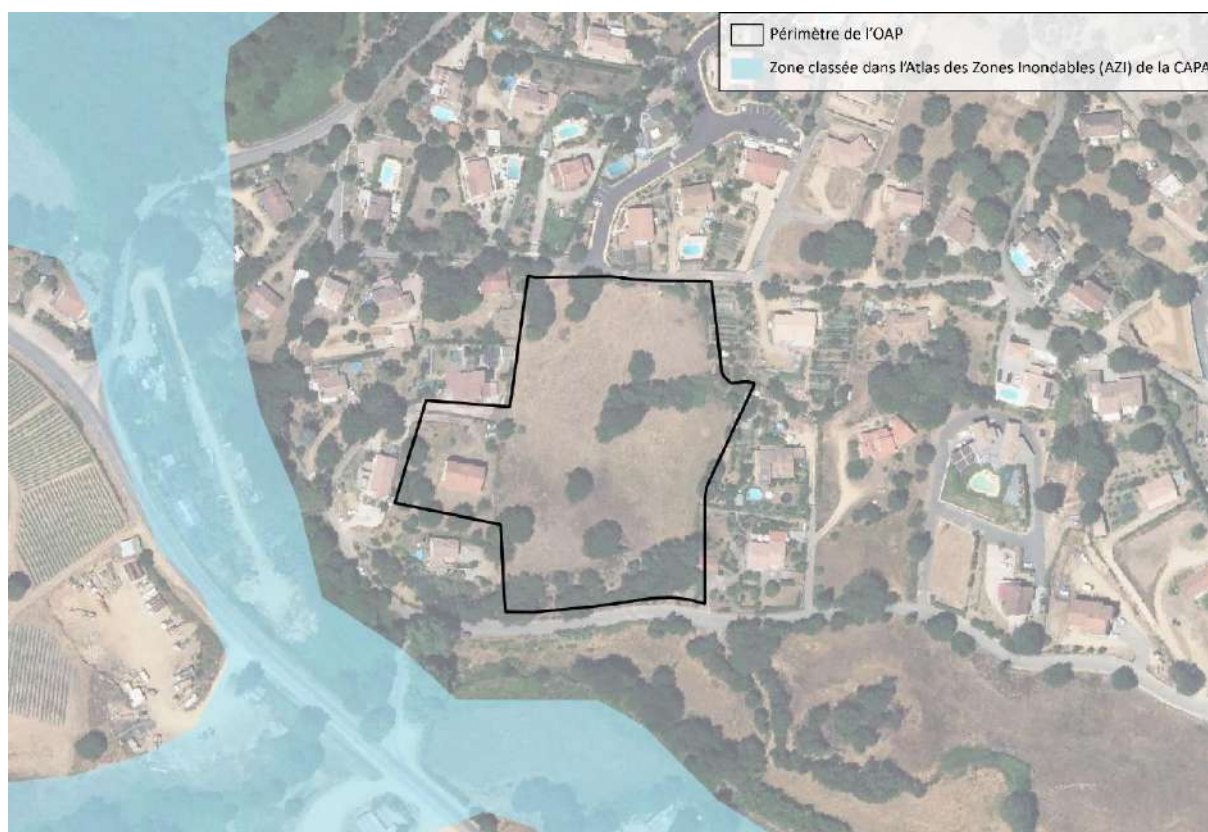 Périmètre de l'OAP
Zone classée dans l'Atlas des Zones Inondables (AZI) de la CAPA